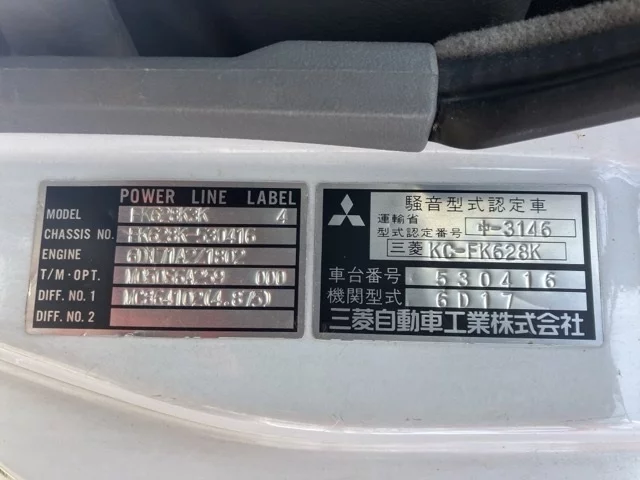 POWER LINE LABEL
MODEL 4
CHASSIS NO. FK628K-530416
ENGINE
T/M·OPT. 000
DIFF. NO. 1
DIFF. NO. 2
騒音型式認定車
運輸省
型式認定番号 中-3146
三菱 KC-FK628K
車台番号 530416
機関型式 6D17
三菱自動車工業株式会社